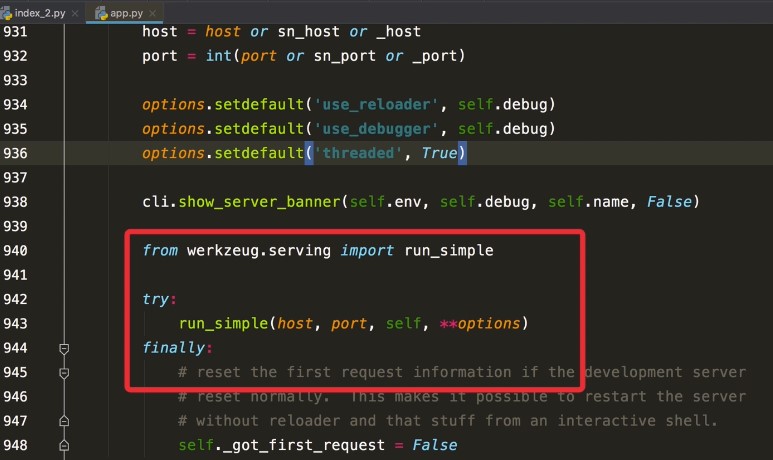 index_2.py × app.py ×
931 host = host or sn_host or _host
932 port = int(port or sn_port or _port)
933
934 options.setdefault('use_reloader', self.debug)
935 options.setdefault('use_debugger', self.debug)
936 options.setdefault('threaded', True)
937
938 cli.show_server_banner(self.env, self.debug, self.name, False)
939
940 from werkzeug.serving import run_simple
941
942 try:
943 run_simple(host, port, self, **options)
944 finally:
945 # reset the first request information if the development server
946 # reset normally.  This makes it possible to restart the server
947 # without reloader and that stuff from an interactive shell.
948 self._got_first_request = False